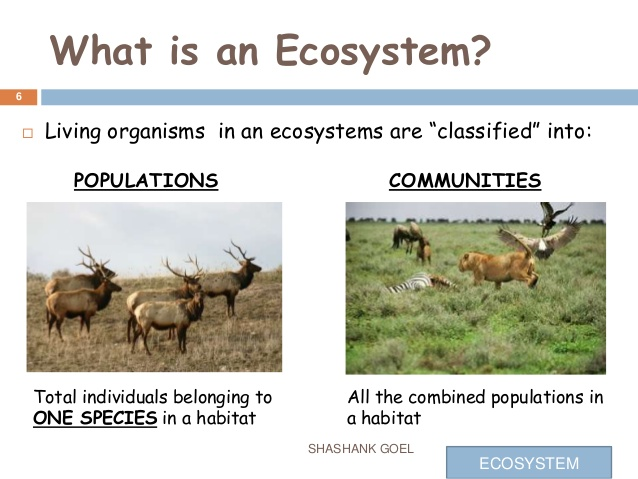 What is an Ecosystem?
6
Living organisms in an ecosystems are “classified” into:
POPULATIONS
COMMUNITIES
Total individuals belonging to
ONE SPECIES in a habitat
All the combined populations in
a habitat
SHASHANK GOEL
ECOSYSTEM